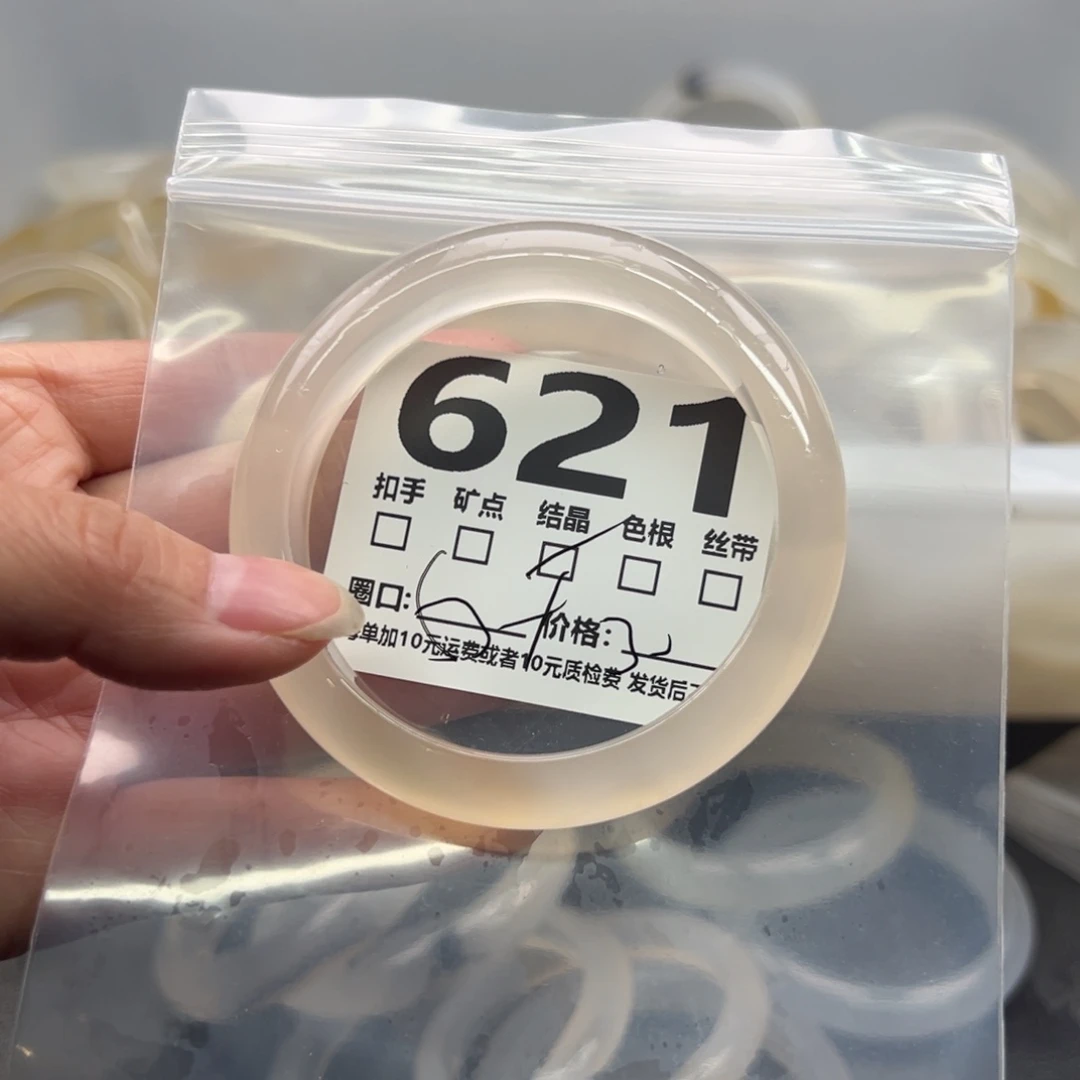 621
扣手 矿点 结晶 色根 丝带
圈口: 价格:
单加10元运费或者10元质检费 发货后